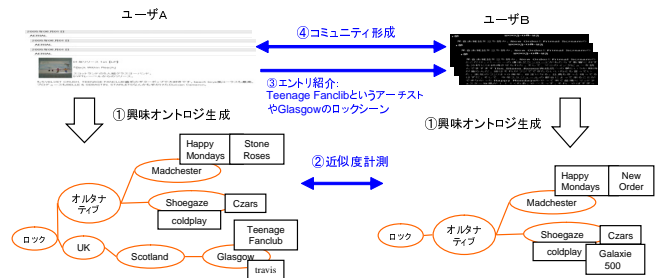 ユーザA
ユーザB
④コミュニティ形成
③エントリ紹介:
Teenage Fanclibというアーチスト
やGlasgowのロックシーン
①興味オントロジ生成
①興味オントロジ生成
②近似度計測
Happy
Mondays
Stone
Roses
Madchester
オルタナ
ティブ
Shoegaze
Czars
coldplay
ロック
UK
Scotland
Glasgow
Teenage
Fanclub
travis
Happy
Mondays
New
Order
Madchester
ロック
オルタナ
ティブ
Shoegaze
Czars
coldplay
Galaxie
500